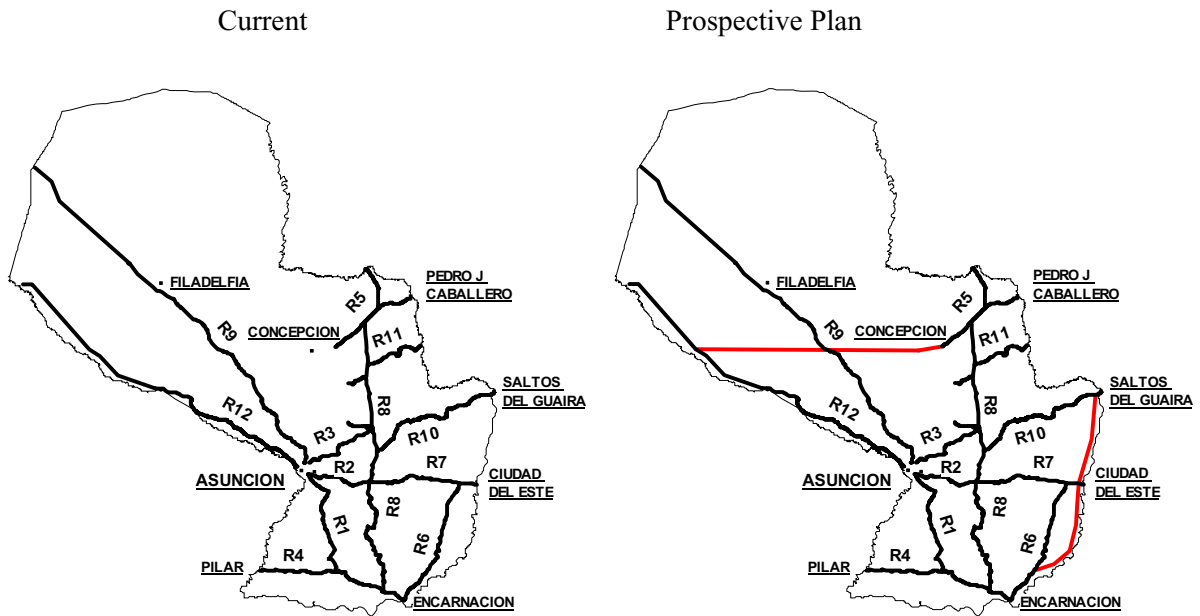 Current
Prospective Plan
PEDRO J
CABALLERO
R5
FILADELFIA
R9
CONCEPCION
R11
SALTOS
DEL GUAIRA
R12
R8
R3
R10
R2
R7
ASUNCION
CIUDAD
DEL ESTE
R8
R1
R6
R4
PILAR
ENCARNACION
PEDRO J
CABALLERO
R5
FILADELFIA
R9
CONCEPCION
R11
SALTOS
DEL GUAIRA
R12
R8
R3
R10
R2
R7
ASUNCION
CIUDAD
DEL ESTE
R8
R1
R6
R4
PILAR
ENCARNACION